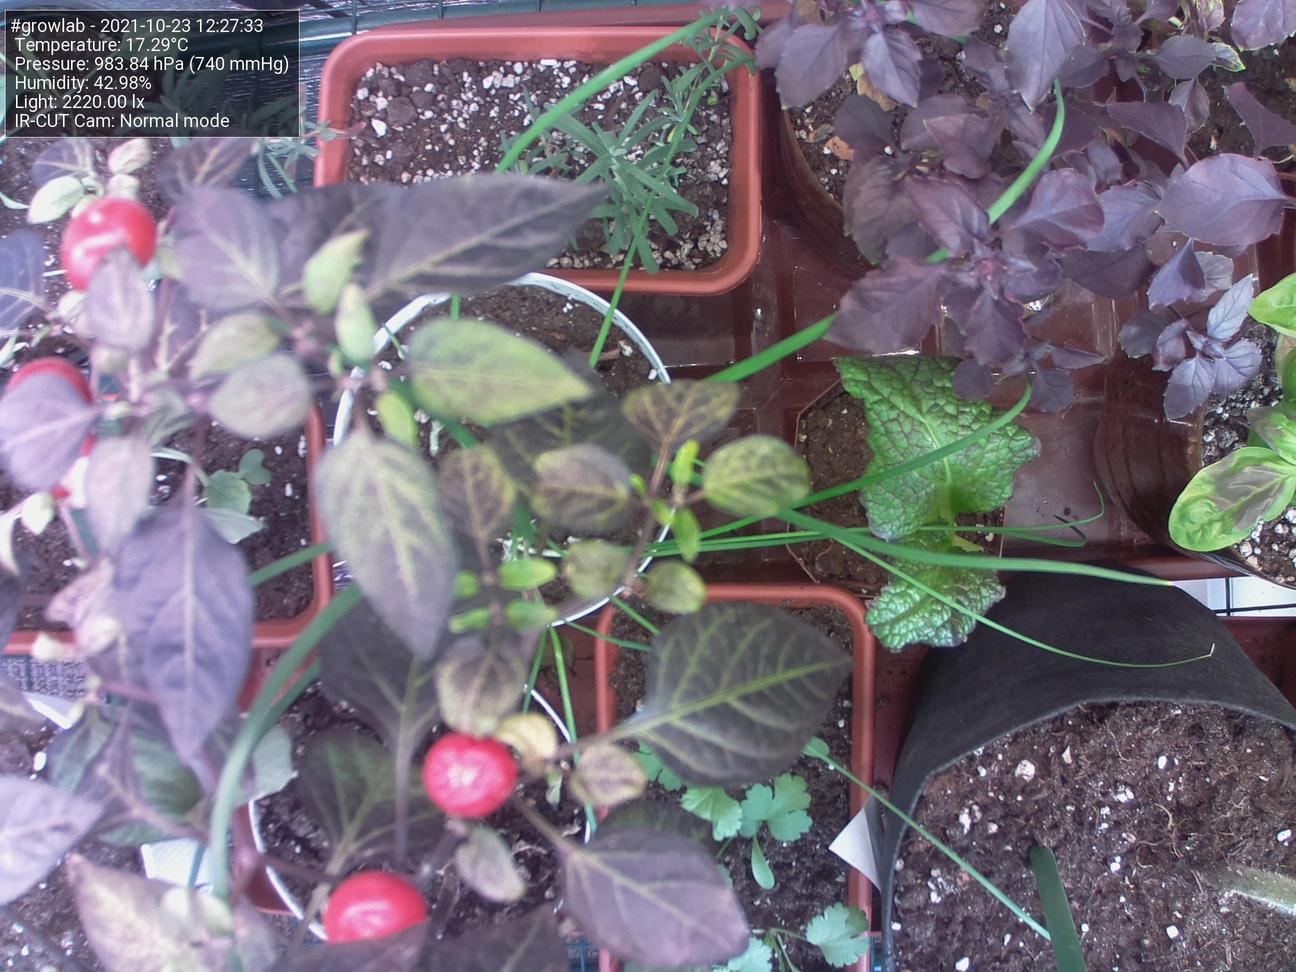 #growlab - 2021-10-23 12:27:33
Temperature: 17.29°C
Pressure: 983.84 hPa (740 mmHg)
Humidity: 42.98%
Light: 2220.00 lx
IR-CUT Cam: Normal mode